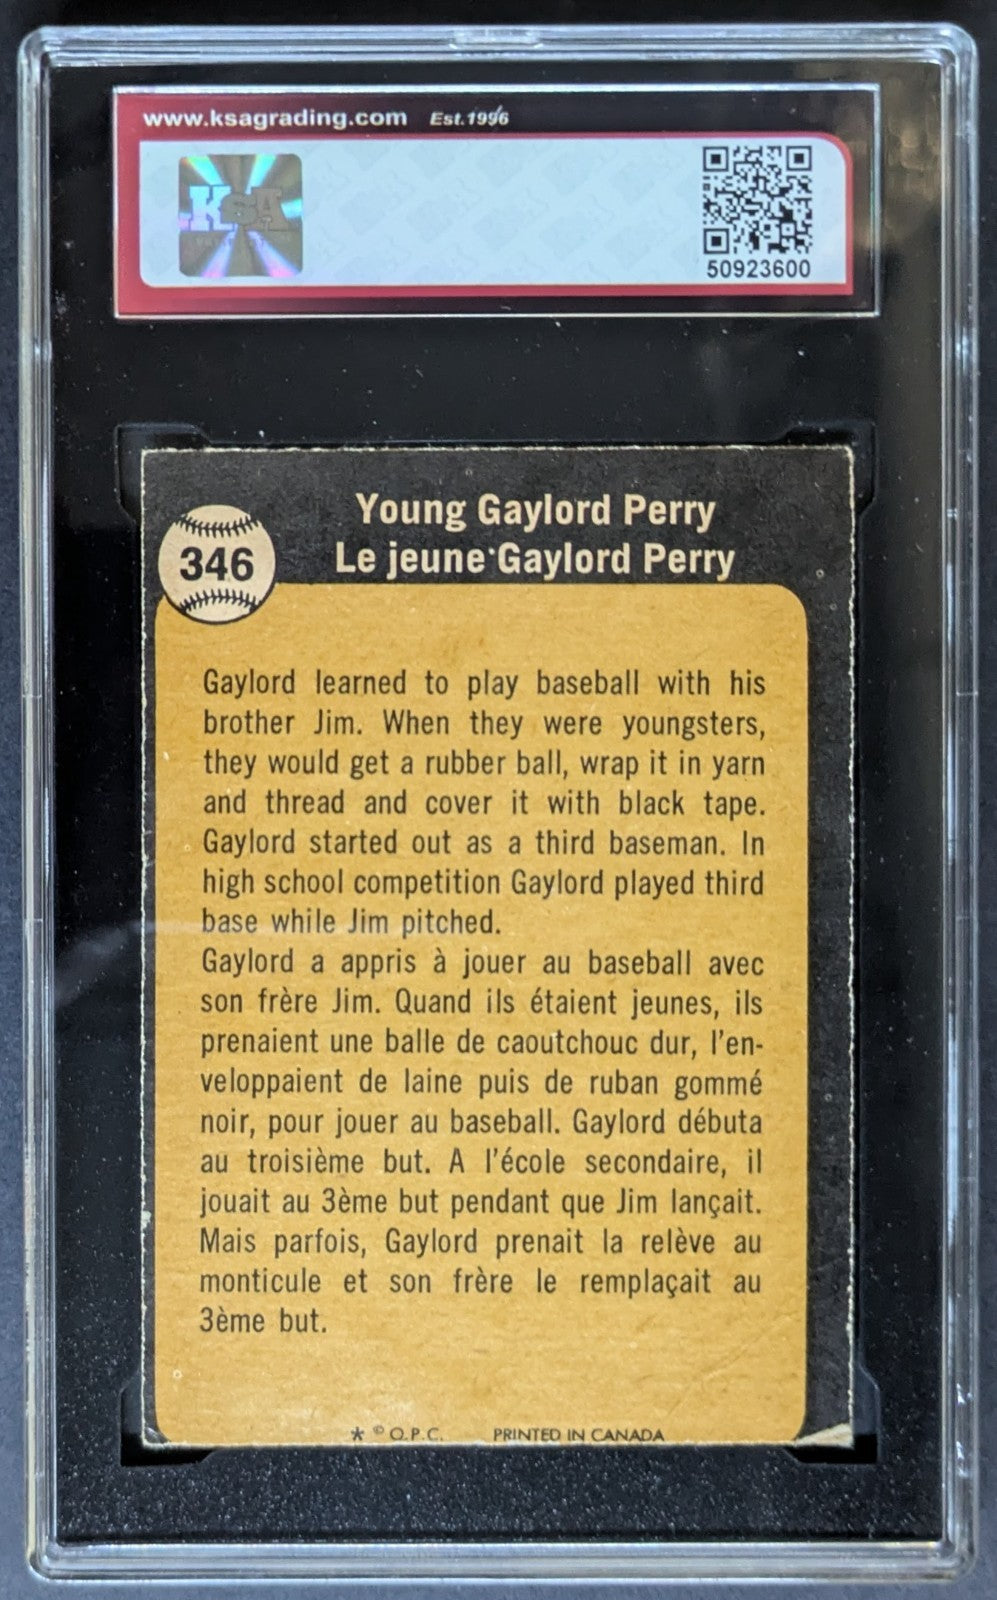 www.ksagrading.com Est. 1996
KSA
50923600
346
Young Gaylord Perry
Le jeune Gaylord Perry
Gaylord learned to play baseball with his
brother Jim. When they were youngsters,
they would get a rubber ball, wrap it in yarn
and thread and cover it with black tape.
Gaylord started out as a third baseman. In
high school competition Gaylord played third
base while Jim pitched.
Gaylord a appris à jouer au baseball avec
son frère Jim. Quand ils étaient jeunes, ils
prenaient une balle de caoutchouc dur, l'en-
veloppaient de laine puis de ruban gommé
noir, pour jouer au baseball. Gaylord débuta
au troisième but. A l'école secondaire, il
jouait au 3ème but pendant que Jim lançait.
Mais parfois, Gaylord prenait la relève au
monticule et son frère le remplaçait au
3ème but.
* © O.P.C. PRINTED IN CANADA